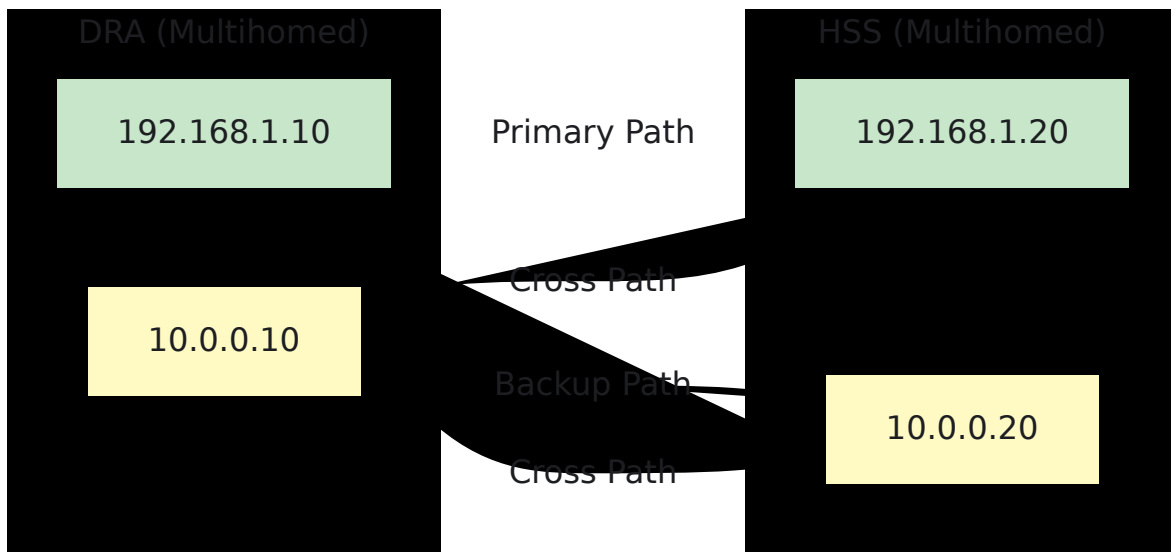 DRA (Multihomed)
HSS (Multihomed)
192.168.1.10
Primary Path
192.168.1.20
Cross Path
10.0.0.10
Backup Path
10.0.0.20
Cross Path